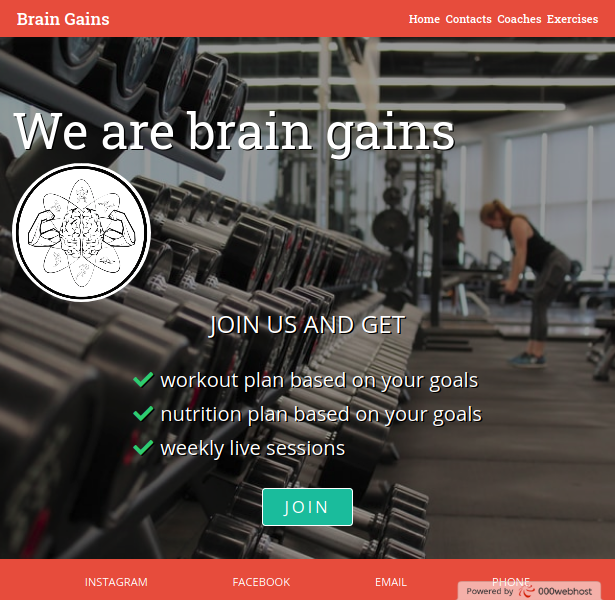 Brain Gains
Home Contacts Coaches Exercises
We are brain gains
JOIN US AND GET
workout plan based on your goals
nutrition plan based on your goals
weekly live sessions
JOIN
INSTAGRAM FACEBOOK EMAIL PHONE
Powered by 000webhost